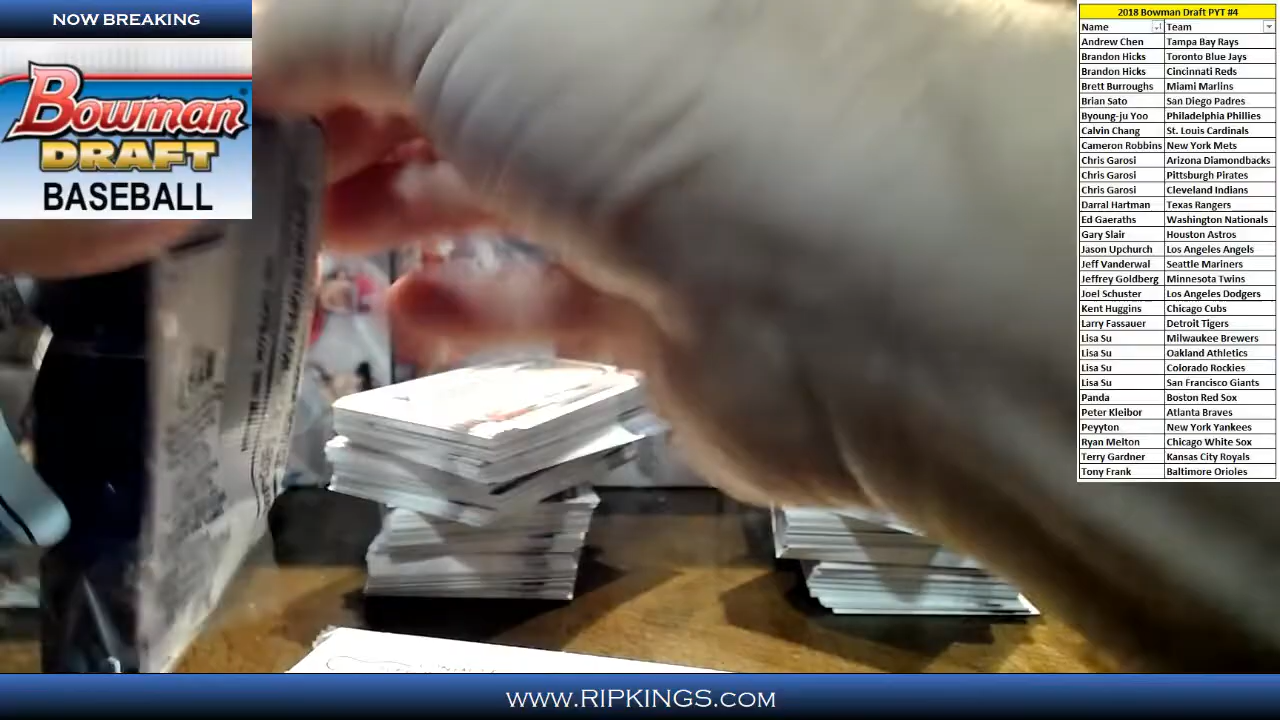 NOW BREAKING
Bowman
DRAFT
BASEBALL
2018 Bowman Draft PYT #4
Name Team
Andrew Chen Tampa Bay Rays
Brandon Hicks Toronto Blue Jays
Brandon Hicks Cincinnati Reds
Brett Burroughs Miami Marlins
Brian Sato San Diego Padres
Byoung-ju Yoo Philadelphia Phillies
Calvin Chang St. Louis Cardinals
Cameron Robbins New York Mets
Chris Garosi Arizona Diamondbacks
Chris Garosi Pittsburgh Pirates
Chris Garosi Cleveland Indians
Darral Hartman Texas Rangers
Ed Gaeraths Washington Nationals
Gary Slair Houston Astros
Jason Upchurch Los Angeles Angels
Jeff Vanderwal Seattle Mariners
Jeffrey Goldberg Minnesota Twins
Joel Schuster Los Angeles Dodgers
Kent Huggins Chicago Cubs
Larry Fassauer Detroit Tigers
Lisa Su Milwaukee Brewers
Lisa Su Oakland Athletics
Lisa Su Colorado Rockies
Lisa Su San Francisco Giants
Panda Boston Red Sox
Peter Kleibor Atlanta Braves
Peyyton New York Yankees
Ryan Melton Chicago White Sox
Terry Gardner Kansas City Royals
Tony Frank Baltimore Orioles
WWW.RIPKINGS.COM